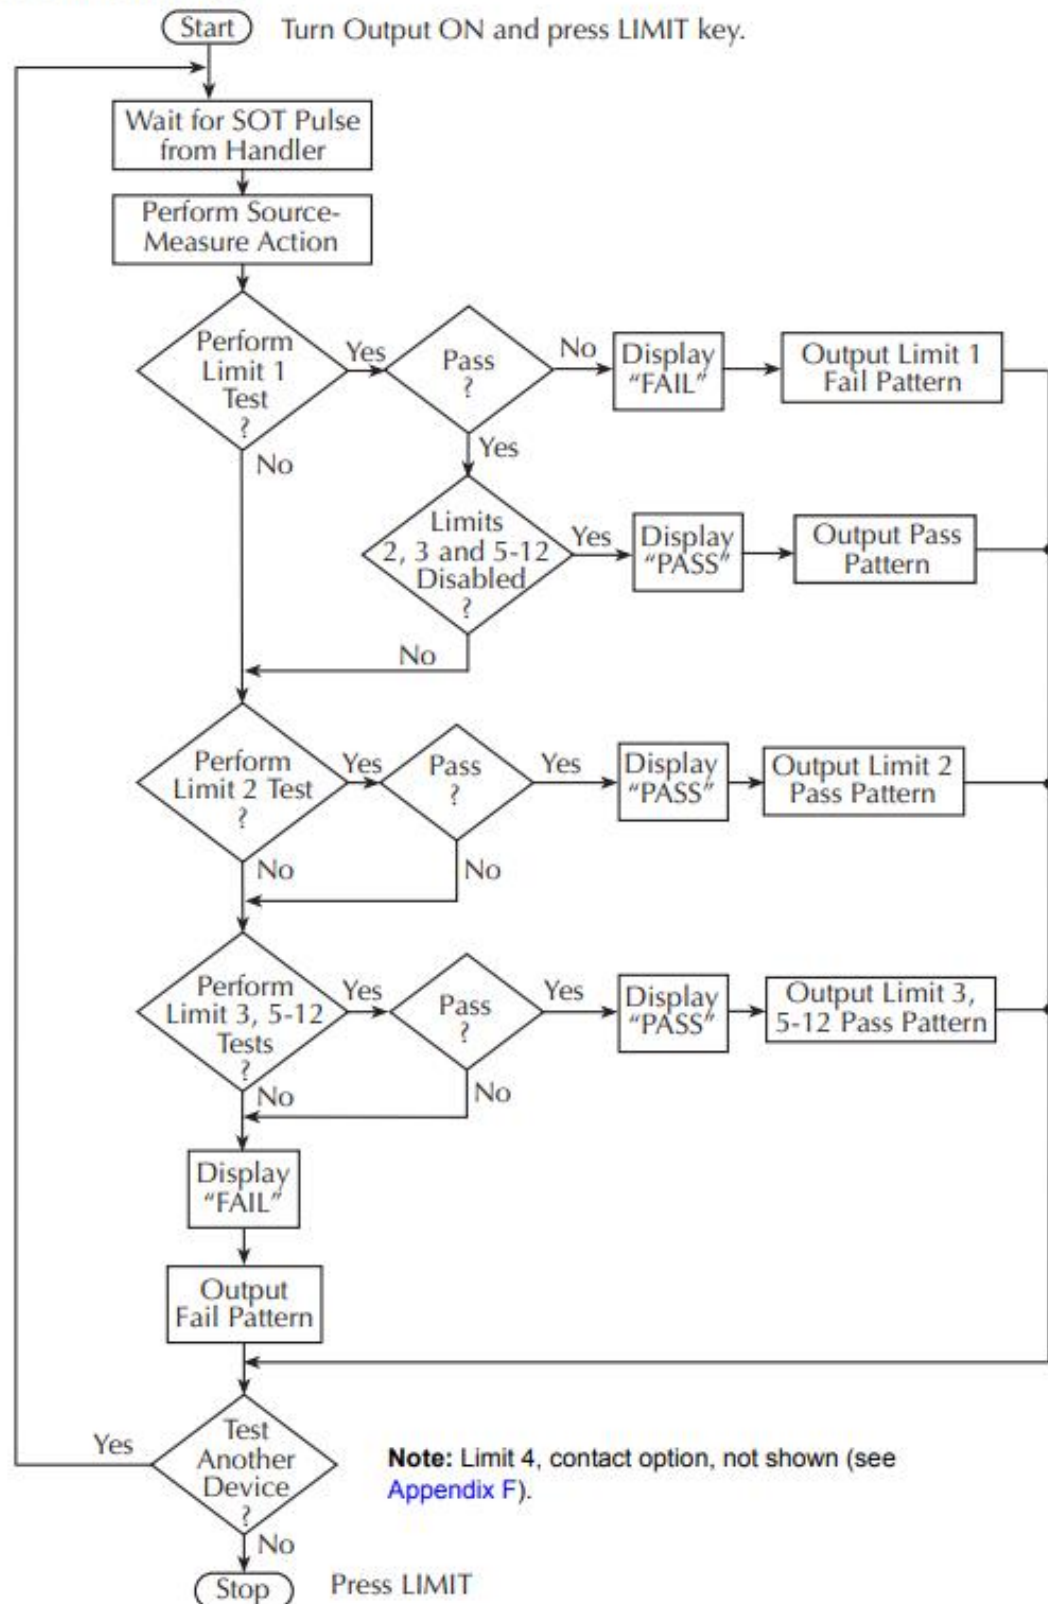 Start
Turn Output ON and press LIMIT key.
Wait for SOT Pulse
from Handler
Perform Source-
Measure Action
Perform
Limit 1
Test
?
Yes
Pass
?
No
Display
“FAIL”
Output Limit 1
Fail Pattern
No
Yes
Limits
2, 3 and 5-12
Disabled
?
Yes
Display
“PASS”
Output Pass
Pattern
No
Perform
Limit 2 Test
?
Yes
Pass
?
Yes
Display
“PASS”
Output Limit 2
Pass Pattern
No
No
Perform
Limit 3, 5-12
Tests
?
Yes
Pass
?
Yes
Display
“PASS”
Output Limit 3,
5-12 Pass Pattern
No
No
Display
“FAIL”
Output
Fail Pattern
Test
Another
Device
?
Yes
Note: Limit 4, contact option, not shown (see
Appendix F).
No
Stop
Press LIMIT